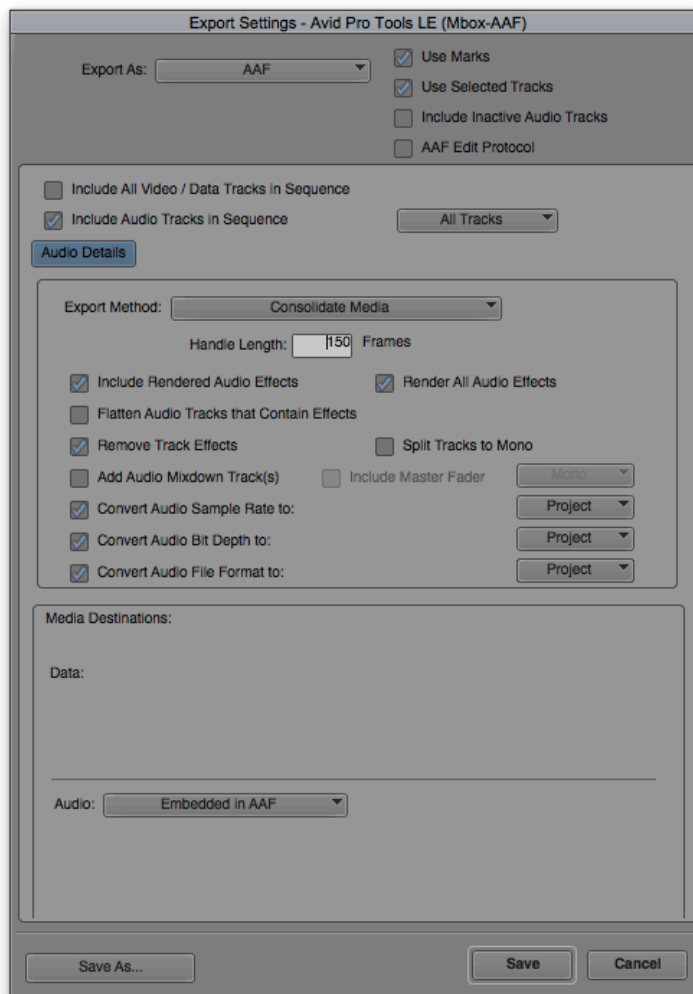 Export Settings - Avid Pro Tools LE (Mbox-AAF)
Export As: AAF
Use Marks
Use Selected Tracks
Include Inactive Audio Tracks
AAF Edit Protocol
Include All Video / Data Tracks in Sequence
Include Audio Tracks in Sequence All Tracks
Audio Details
Export Method: Consolidate Media
Handle Length: 150 Frames
Include Rendered Audio Effects Render All Audio Effects
Flatten Audio Tracks that Contain Effects
Remove Track Effects Split Tracks to Mono
Add Audio Mixdown Track(s) Include Master Fader Mono
Convert Audio Sample Rate to: Project
Convert Audio Bit Depth to: Project
Convert Audio File Format to: Project
Media Destinations:
Data:
Audio: Embedded in AAF
Save As... Save Cancel